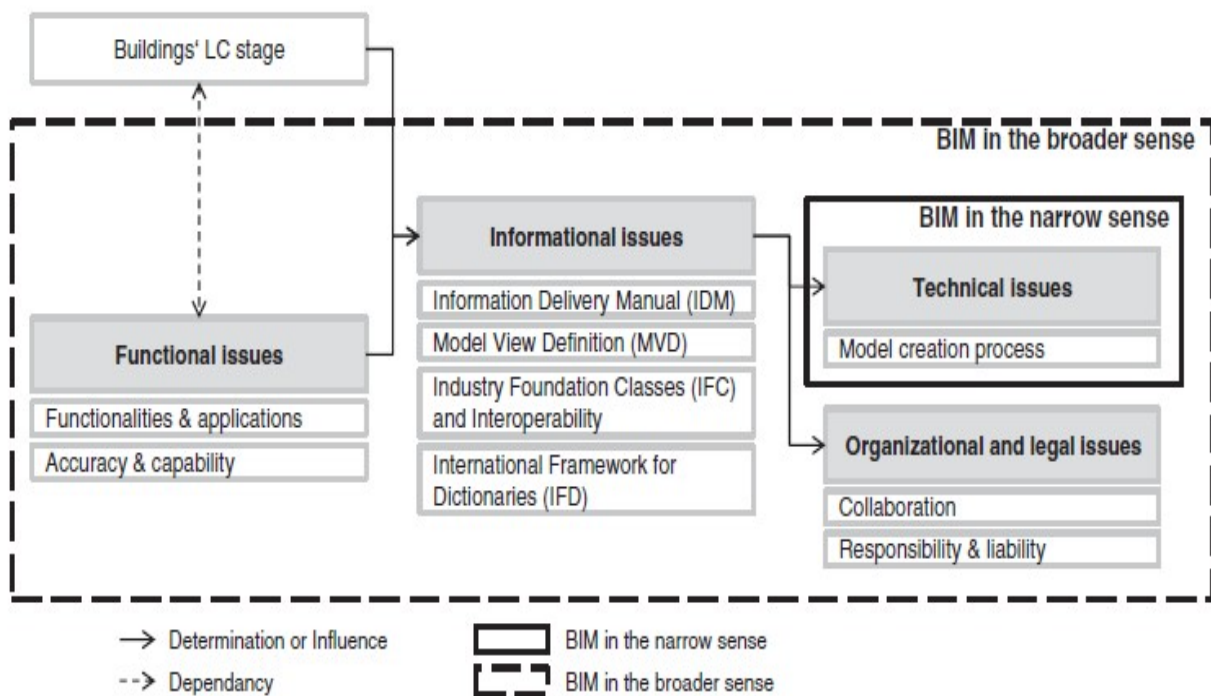 Buildings‘ LC stage
BIM in the broader sense
BIM in the narrow sense
Informational issues
Technical issues
Information Delivery Manual (IDM)
Functional issues
Model View Definition (MVD)
Model creation process
Industry Foundation Classes (IFC)
and Interoperability
Functionalities & applications
Organizational and legal issues
Accuracy & capability
International Framework for
Dictionaries (IFD)
Collaboration
Responsibility & liability
Determination or Influence
BIM in the narrow sense
Dependancy
BIM in the broader sense